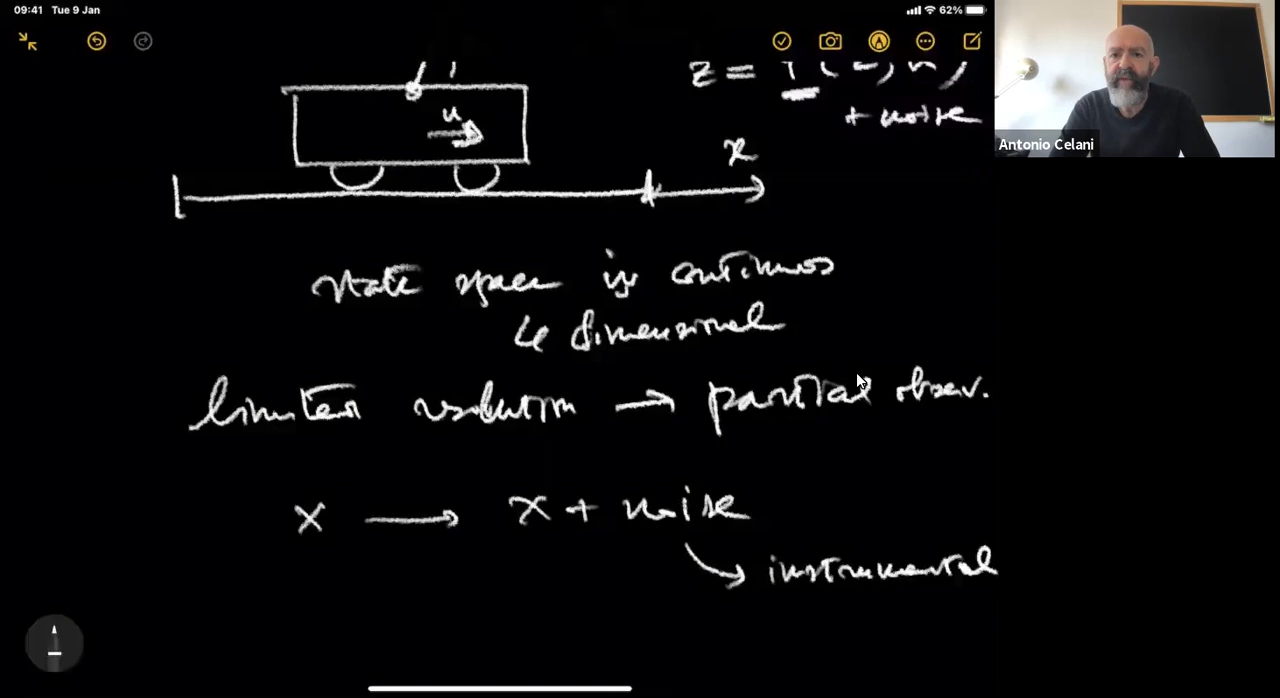 09:41 Tue 9 Jan 62%
z =
+ noise
u
x
state space is continuos
4 dimensional
limited resolution → partial observ.
x → x + noise
↳ instrumental
Antonio Celani